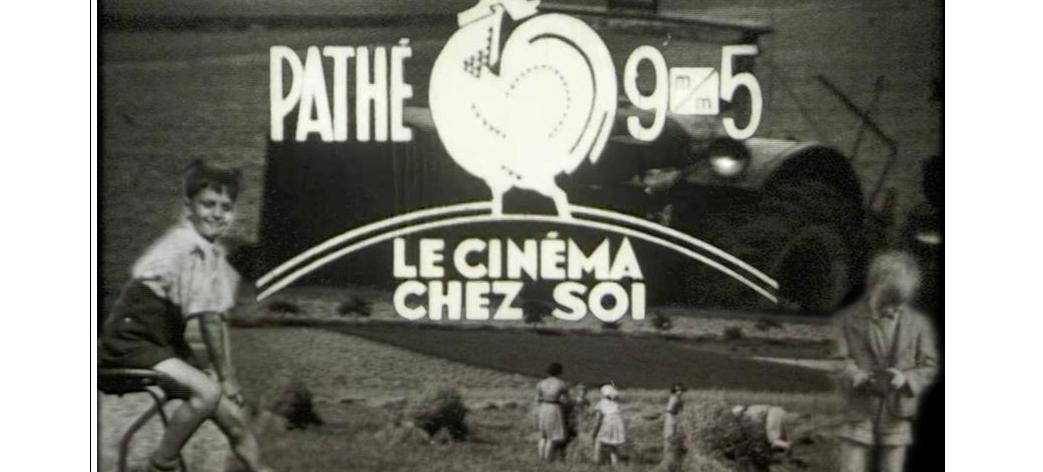 PATHÉ 9 m/m 5
LE CINÉMA
CHEZ SOI